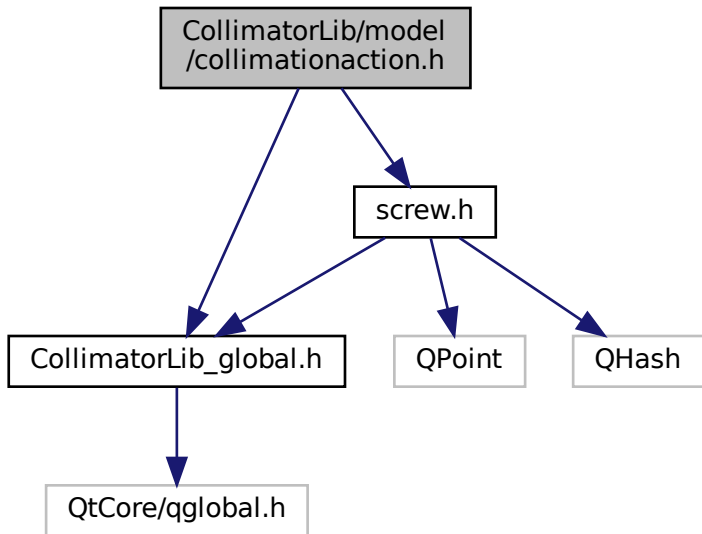 CollimatorLib/model
/collimationaction.h
screw.h
CollimatorLib_global.h
QPoint
QHash
QtCore/qglobal.h